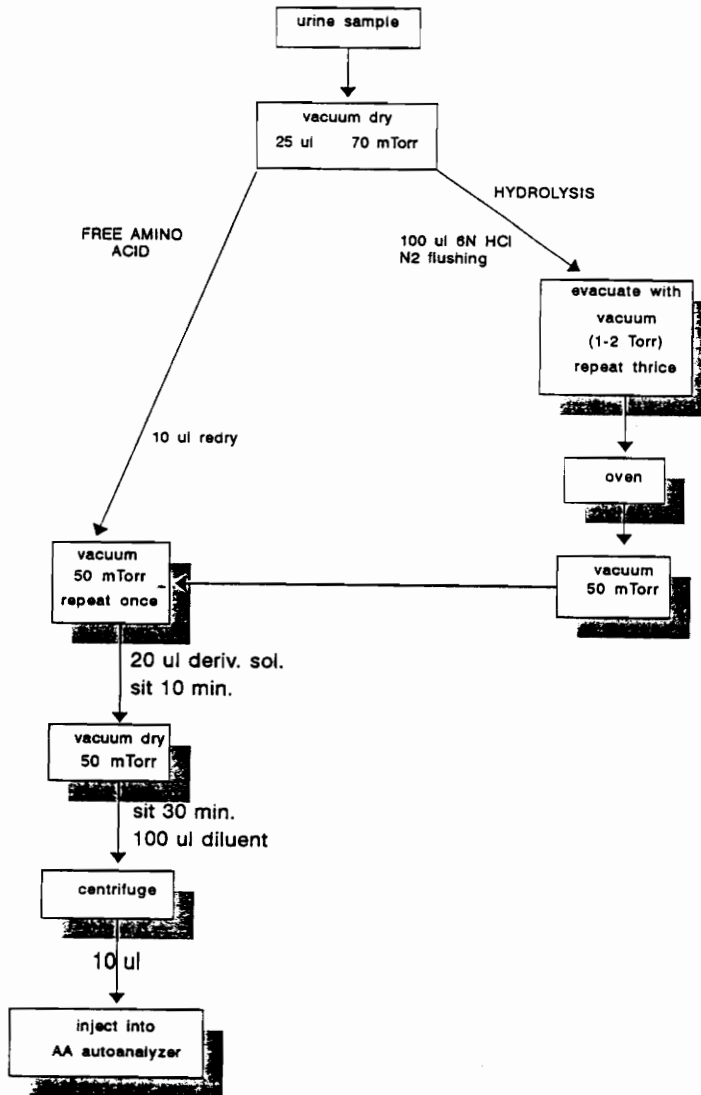 urine sample
vacuum dry
25 ul 70 mTorr
HYDROLYSIS
FREE AMINO
ACID
100 ul 6N HCl
N2 flushing
evacuate with
vacuum
(1-2 Torr)
repeat thrice
10 ul redry
oven
vacuum
50 mTorr
repeat once
vacuum
50 mTorr
20 ul deriv. sol.
sit 10 min.
vacuum dry
50 mTorr
sit 30 min.
100 ul diluent
centrifuge
10 ul
inject into
AA autoanalyzer